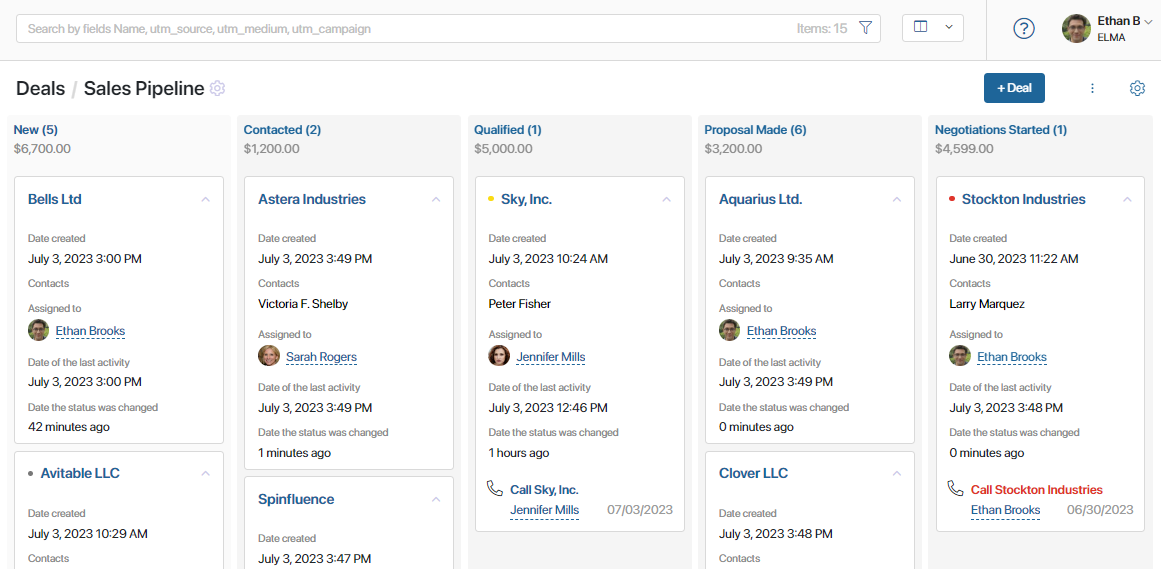 Search by fields Name, utm_source, utm_medium, utm_campaign
Items: 15
Ethan B
ELMA
Deals / Sales Pipeline
+ Deal
New (5)
$6,700.00
Bells Ltd
Date created
July 3, 2023 3:00 PM
Contacts
Assigned to
Ethan Brooks
Date of the last activity
July 3, 2023 3:00 PM
Date the status was changed
42 minutes ago
Avitable LLC
Date created
July 3, 2023 10:29 AM
Contacts
Contacted (2)
$1,200.00
Astera Industries
Date created
July 3, 2023 3:49 PM
Contacts
Victoria F. Shelby
Assigned to
Sarah Rogers
Date of the last activity
July 3, 2023 3:49 PM
Date the status was changed
1 minutes ago
Spinfluence
Date created
July 3, 2023 3:47 PM
Qualified (1)
$5,000.00
Sky, Inc.
Date created
July 3, 2023 10:24 AM
Contacts
Peter Fisher
Assigned to
Jennifer Mills
Date of the last activity
July 3, 2023 12:46 PM
Date the status was changed
1 hours ago
Call Sky, Inc.
Jennifer Mills 07/03/2023
Proposal Made (6)
$3,200.00
Aquarius Ltd.
Date created
July 3, 2023 9:35 AM
Contacts
Assigned to
Ethan Brooks
Date of the last activity
July 3, 2023 3:49 PM
Date the status was changed
0 minutes ago
Clover LLC
Date created
July 3, 2023 3:48 PM
Contacts
Negotiations Started (1)
$4,599.00
Stockton Industries
Date created
June 30, 2023 11:22 AM
Contacts
Larry Marquez
Assigned to
Ethan Brooks
Date of the last activity
July 3, 2023 3:48 PM
Date the status was changed
0 minutes ago
Call Stockton Industries
Ethan Brooks 06/30/2023